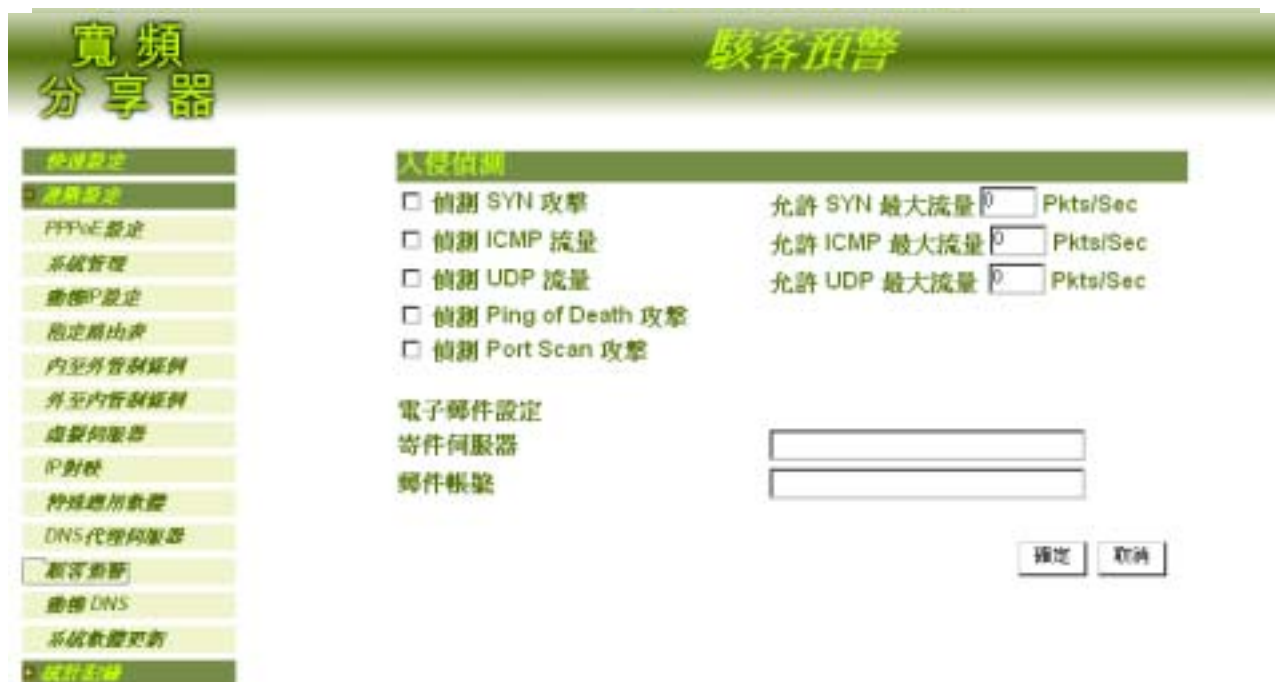 寬頻
分享器
駭客預警
快速設定
進階設定
PPPoE設定
系統管理
動態IP設定
指定路由表
內至外管制條例
外至內管制條例
虛擬伺服器
IP對映
特殊應用軟體
DNS代理伺服器
駭客預警
動態 DNS
系統軟體更新
統計記錄
入侵偵測
偵測 SYN 攻擊 允許 SYN 最大流量 0 Pkts/Sec
偵測 ICMP 流量 允許 ICMP 最大流量 0 Pkts/Sec
偵測 UDP 流量 允許 UDP 最大流量 0 Pkts/Sec
偵測 Ping of Death 攻擊
偵測 Port Scan 攻擊
電子郵件設定
寄件伺服器
郵件帳號
確定 取消